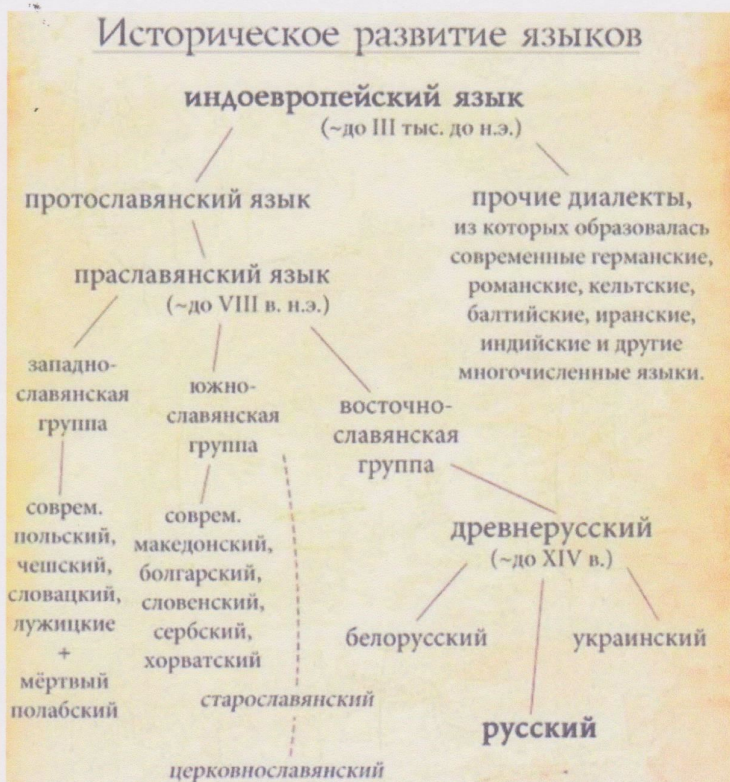 Историческое развитие языков
индоевропейский язык
(~до III тыс. до н.э.)
протославянский язык
прочие диалекты,
из которых образовалась
современные германские,
романские, кельтские,
балтийские, иранские,
индийские и другие
многочисленные языки.
праславянский язык
(~до VIII в. н.э.)
западно-
славянская
группа
южно-
славянская
группа
восточно-
славянская
группа
соврем.
польский,
чешский,
словацкий,
лужицкие
+
мёртвый
полабский
соврем.
македонский,
болгарский,
словенский,
сербский,
хорватский
старославянский
церковнославянский
древнерусский
(~до XIV в.)
белорусский
украинский
русский